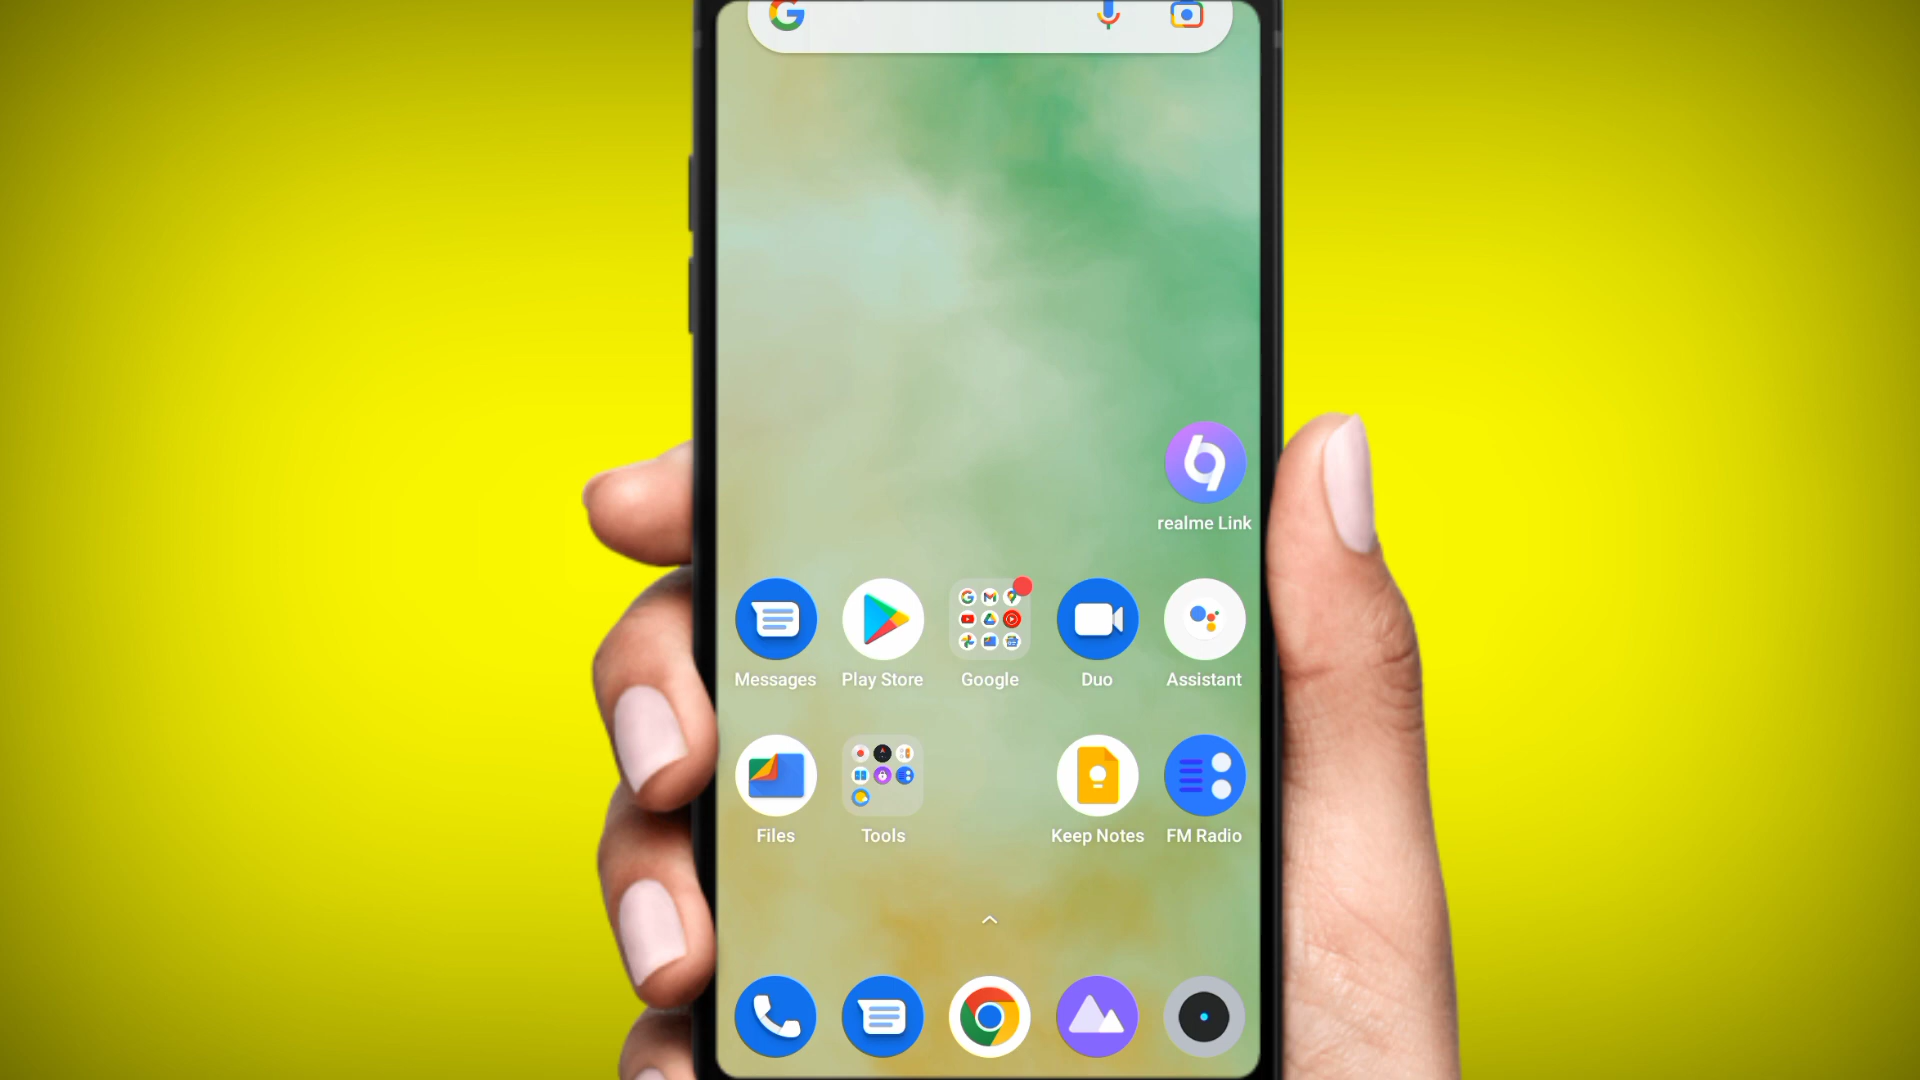 realme Link
Messages Play Store Google Duo Assistant
Files Tools Keep Notes FM Radio